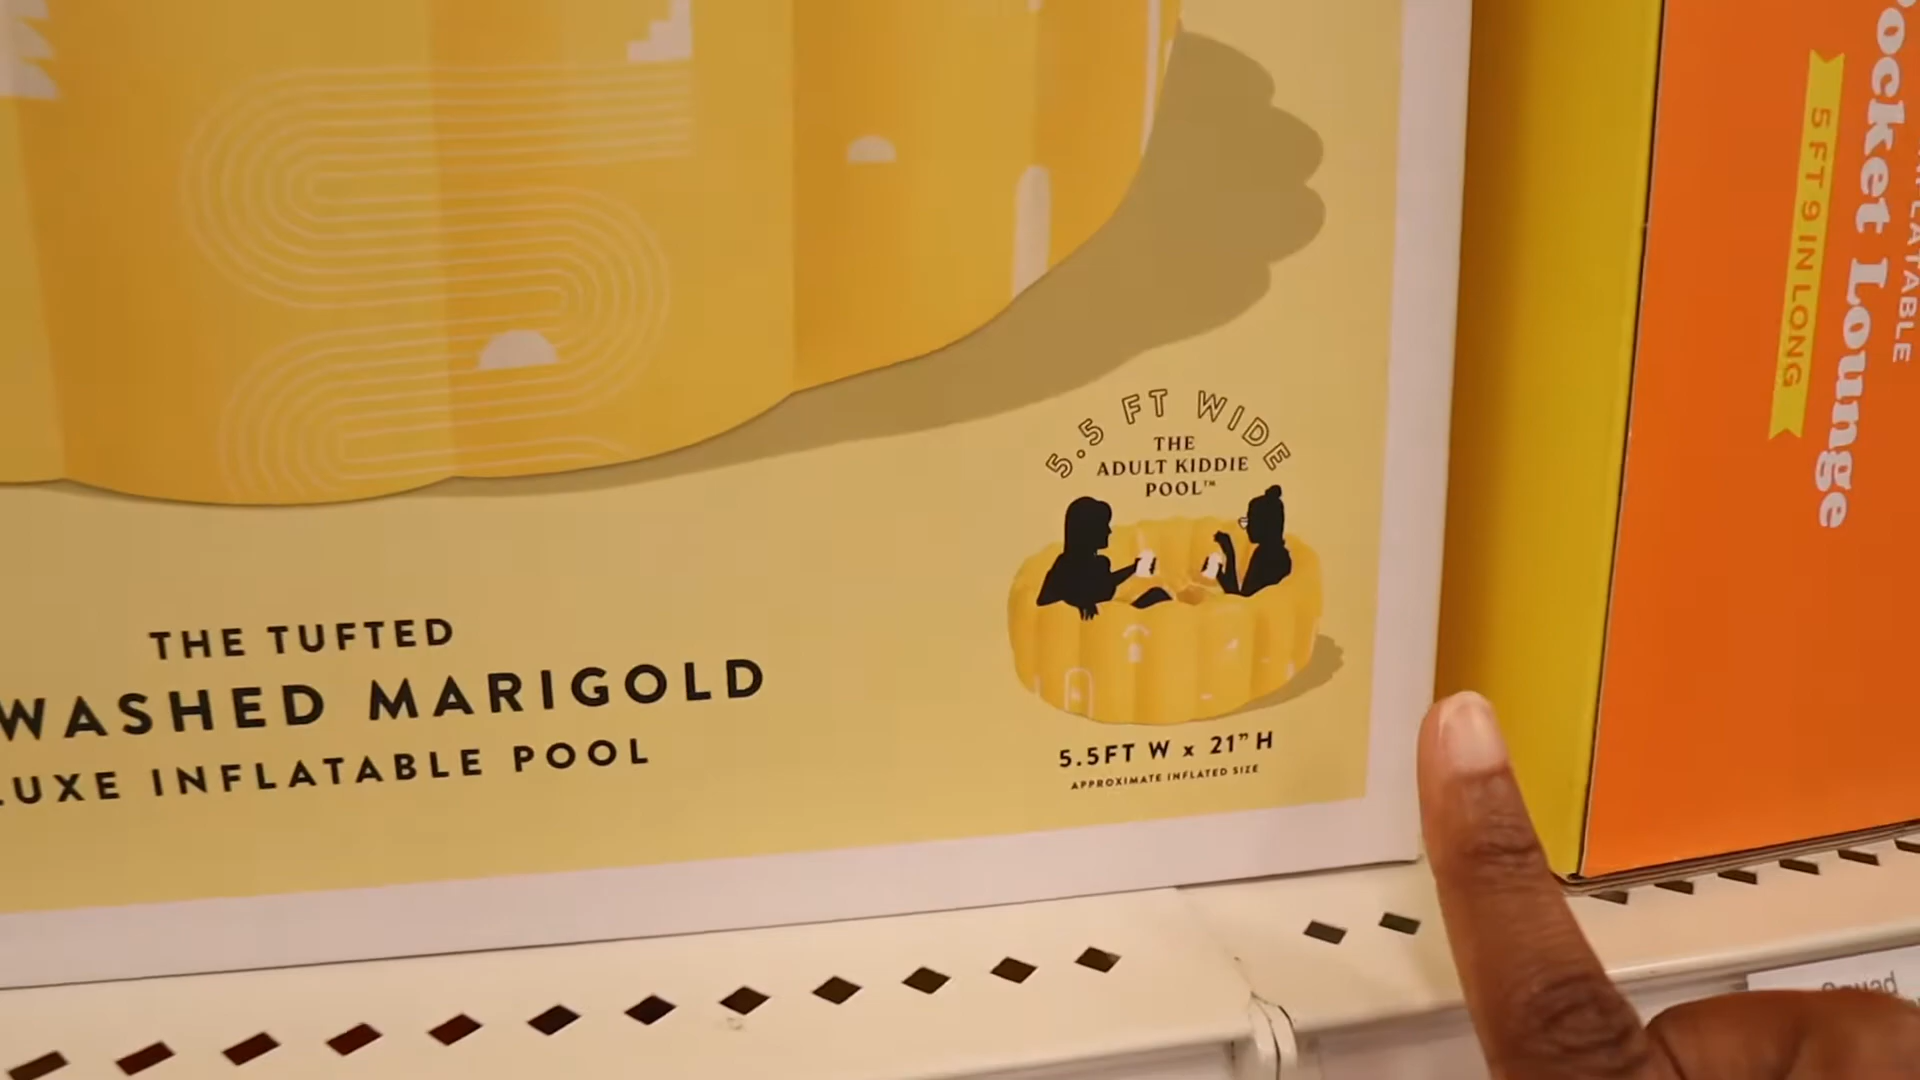 5.5 FT WIDE
THE
ADULT KIDDIE
POOL™
THE TUFTED
WASHED MARIGOLD
LUXE INFLATABLE POOL
5.5FT W x 21" H
APPROXIMATE INFLATED SIZE
Pocket Lounge
5 FT 9 IN LONG